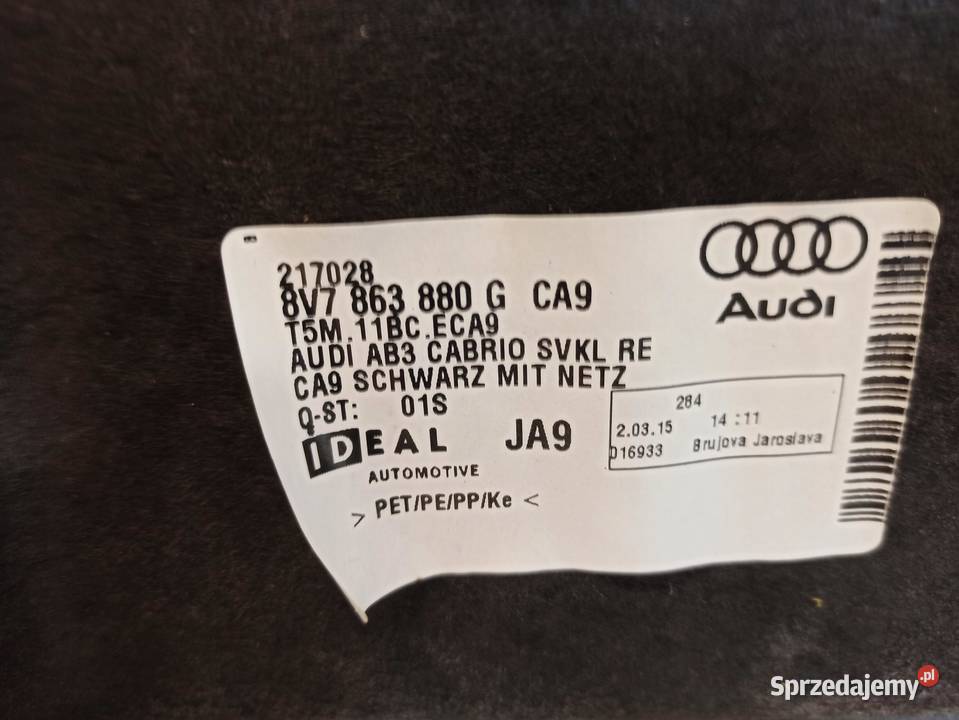 217028
8V7 863 880 G CA9
T5M.11BC.ECA9
AUDI AB3 CABRIO SVKL RE
CA9 SCHWARZ MIT NETZ
Q-ST: 01S
IDEAL
AUTOMOTIVE
JA9
> PET/PE/PP/Ke <
Audi
284
2.03.15 14:11
016933 Brujova Jaroslava
Sprzedajemy.pl